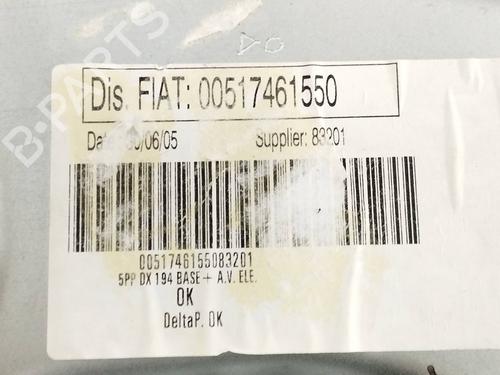 Dis. FIAT: 00517461550
Supplier: 83201
0051746155083201
5PP DX 194 BASE + A.V. ELE.
OK
DeltaP. OK
B-PARTS